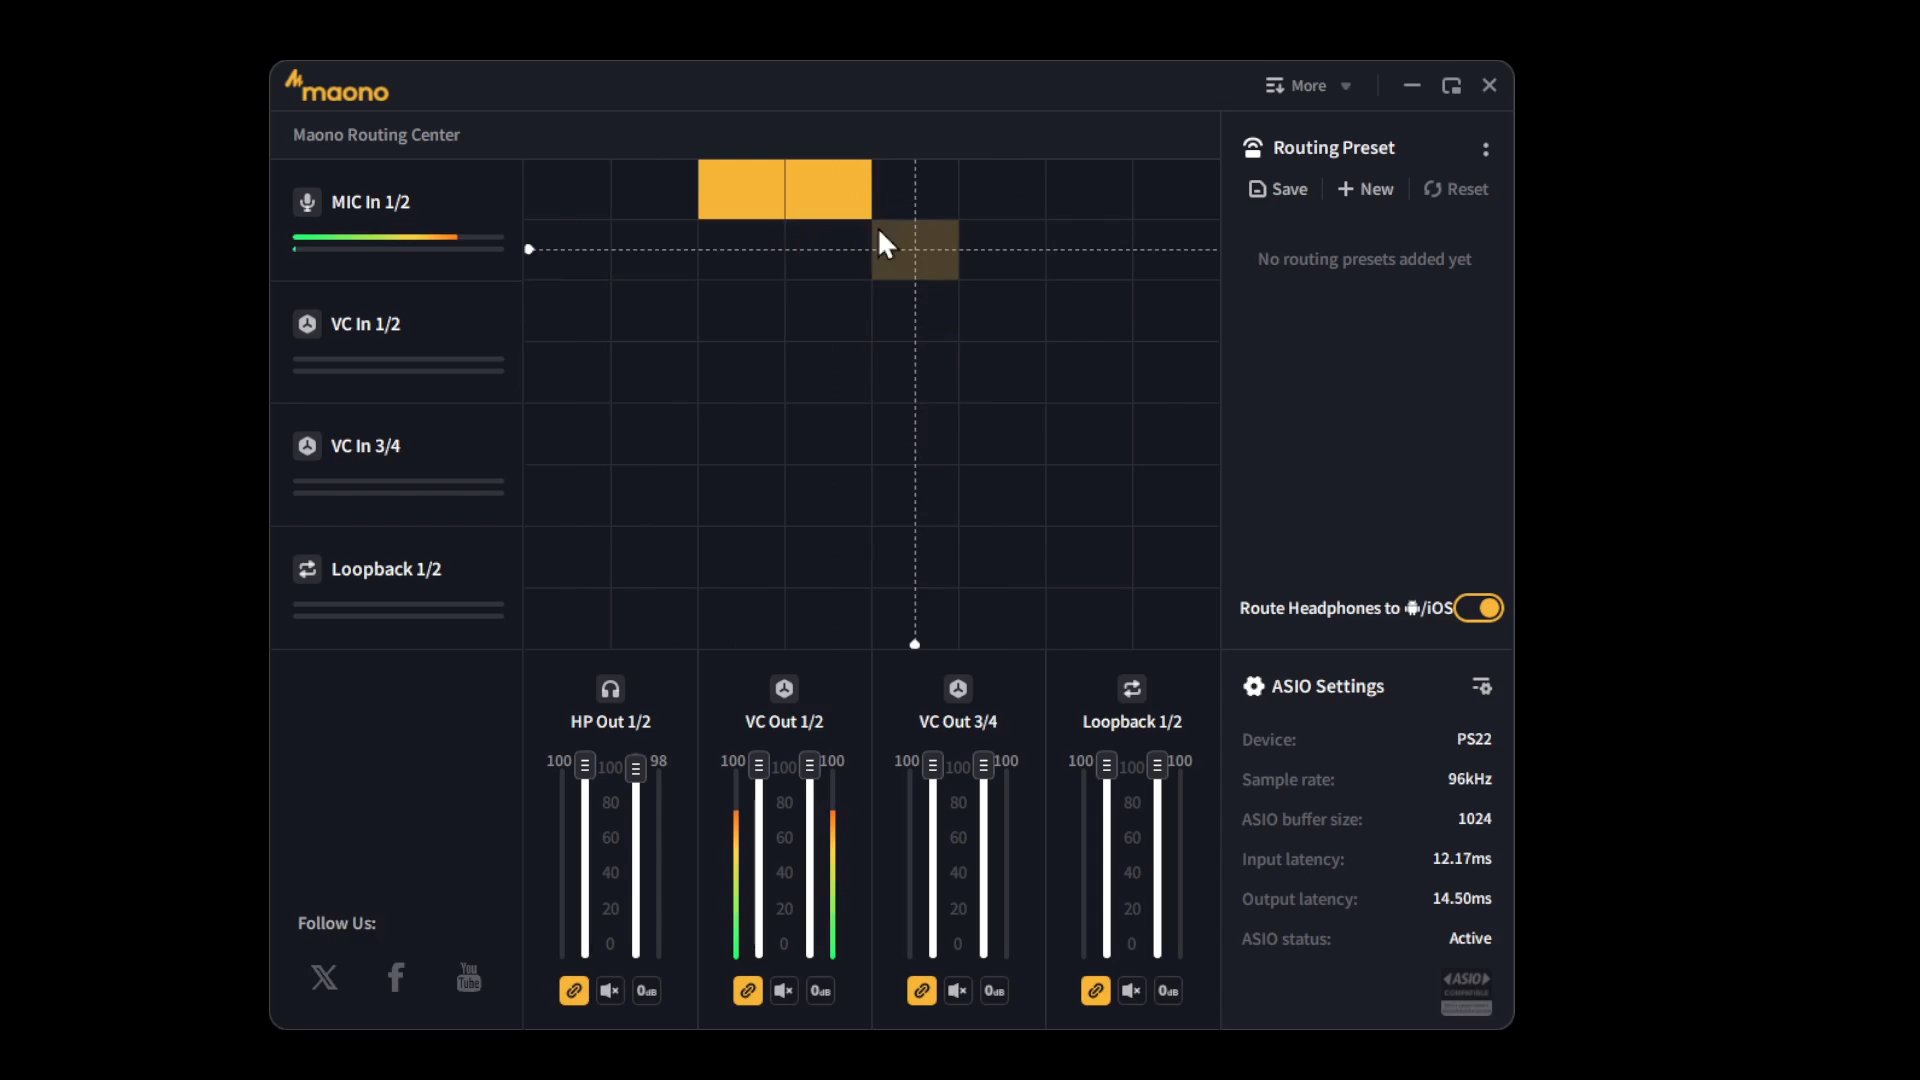 maono
More
Maono Routing Center
Routing Preset
Save
New
Reset
No routing presets added yet
MIC In 1/2
VC In 1/2
VC In 3/4
Loopback 1/2
Route Headphones to /iOS
HP Out 1/2
VC Out 1/2
VC Out 3/4
Loopback 1/2
100 100 98
80
60
40
20
0
0dB
100 100 100
80
60
40
20
0
0dB
100 100 100
80
60
40
20
0
0dB
100 100 100
80
60
40
20
0
0dB
ASIO Settings
Device: PS22
Sample rate: 96kHz
ASIO buffer size: 1024
Input latency: 12.17ms
Output latency: 14.50ms
ASIO status: Active
ASIO
COMPATIBLE
Follow Us:
X
f
You
Tube